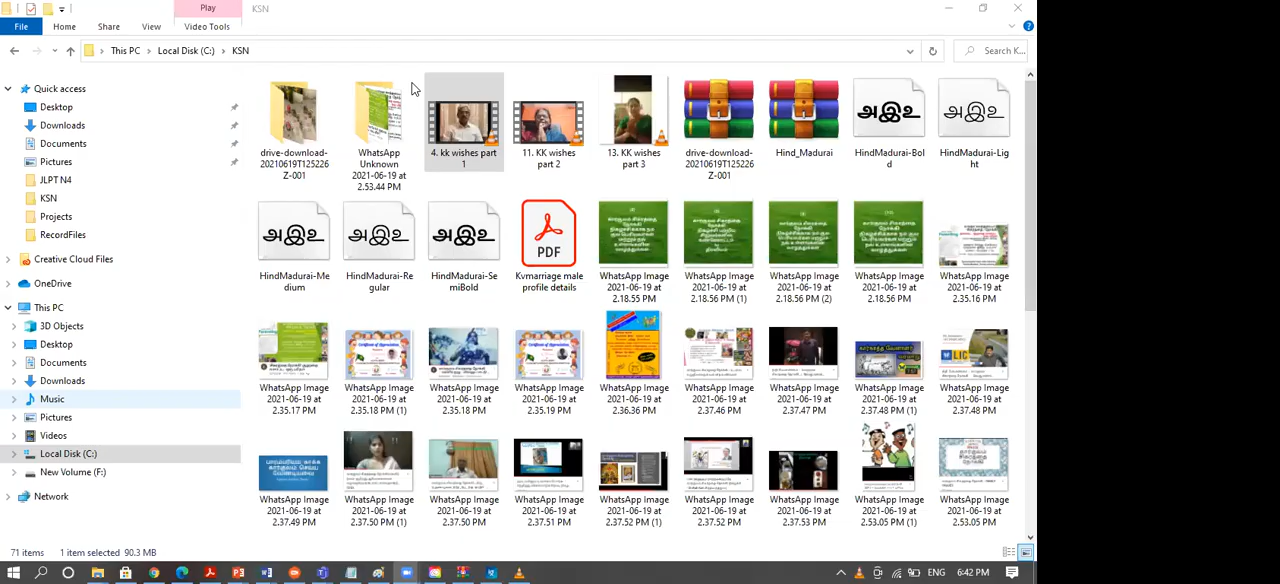 Play
KSN
File
Home
Share
View
Video Tools
This PC
Local Disk (C:)
KSN
Search K...
Quick access
Desktop
Downloads
Documents
Pictures
JLPT N4
KSN
Projects
RecordFiles
Creative Cloud Files
OneDrive
This PC
3D Objects
Desktop
Documents
Downloads
Music
Pictures
Videos
Local Disk (C:)
New Volume (F:)
Network
drive-download-
20210619T125226
Z-001
WhatsApp
Unknown
2021-06-19 at
2.53.44 PM
4. kk wishes part
1
11. KK wishes
part 2
13. KK wishes
part 3
drive-download-
20210619T125226
Z-001
Hind_Madurai
அஇஉ
HindMadurai-Bol
d
அஇஉ
HindMadurai-Lig
ht
அஇஉ
HindMadurai-Me
dium
அஇஉ
HindMadurai-Re
gular
அஇஉ
HindMadurai-Se
miBold
PDF
Kvmarriage male
profile details
WhatsApp Image
2021-06-19 at
2.18.55 PM
WhatsApp Image
2021-06-19 at
2.18.56 PM (1)
WhatsApp Image
2021-06-19 at
2.18.56 PM (2)
WhatsApp Image
2021-06-19 at
2.18.56 PM
WhatsApp Image
2021-06-19 at
2.35.16 PM
WhatsApp Image
2021-06-19 at
2.35.17 PM
WhatsApp Image
2021-06-19 at
2.35.18 PM (1)
WhatsApp Image
2021-06-19 at
2.35.18 PM
WhatsApp Image
2021-06-19 at
2.35.19 PM
WhatsApp Image
2021-06-19 at
2.36.36 PM
WhatsApp Image
2021-06-19 at
2.37.46 PM
WhatsApp Image
2021-06-19 at
2.37.47 PM
WhatsApp Image
2021-06-19 at
2.37.48 PM (1)
LIC
WhatsApp Image
2021-06-19 at
2.37.48 PM
WhatsApp Image
2021-06-19 at
2.37.49 PM
WhatsApp Image
2021-06-19 at
2.37.50 PM (1)
WhatsApp Image
2021-06-19 at
2.37.50 PM
WhatsApp Image
2021-06-19 at
2.37.51 PM
WhatsApp Image
2021-06-19 at
2.37.52 PM (1)
WhatsApp Image
2021-06-19 at
2.37.52 PM
WhatsApp Image
2021-06-19 at
2.37.53 PM
WhatsApp Image
2021-06-19 at
2.53.05 PM (1)
WhatsApp Image
2021-06-19 at
2.53.05 PM
71 items
1 item selected 90.3 MB
ENG
6:42 PM